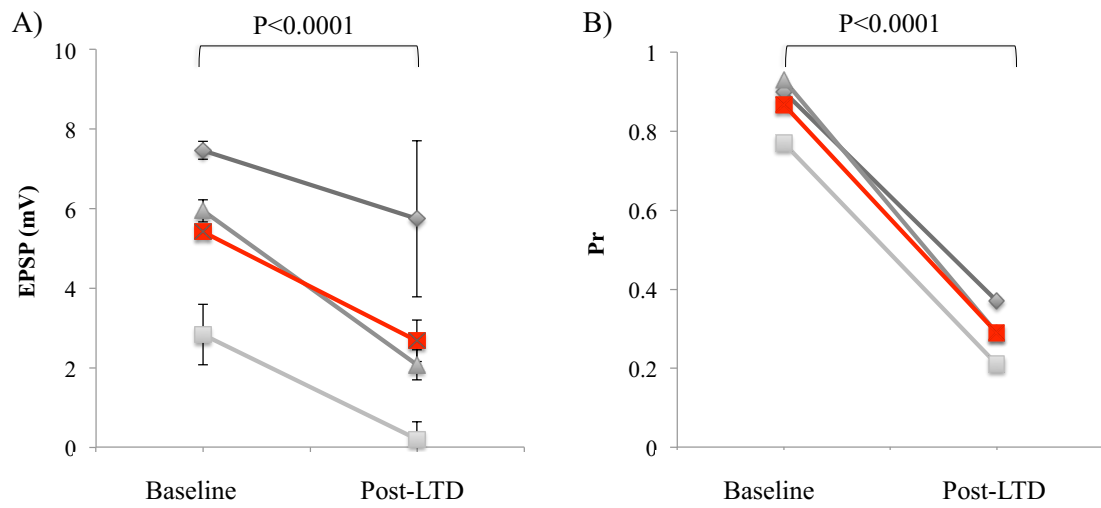 A)
P<0.0001
10
8
6
4
2
0
EPSP (mV)
Baseline
Post-LTD
B)
P<0.0001
1
0.8
0.6
0.4
0.2
0
Pr
Baseline
Post-LTD